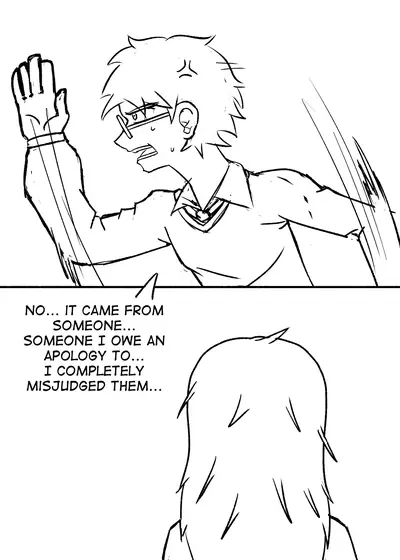 NO... IT CAME FROM
SOMEONE...
SOMEONE I OWE AN
APOLOGY TO...
I COMPLETELY
MISJUDGED THEM...